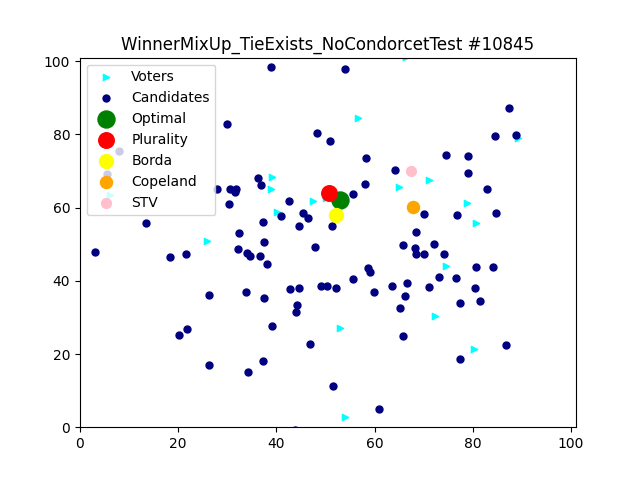 WinnerMixUp_TieExists_NoCondorcetTest #10845
Voters
Candidates
Optimal
Plurality
Borda
Copeland
STV
100
80
60
40
20
0
0 20 40 60 80 100